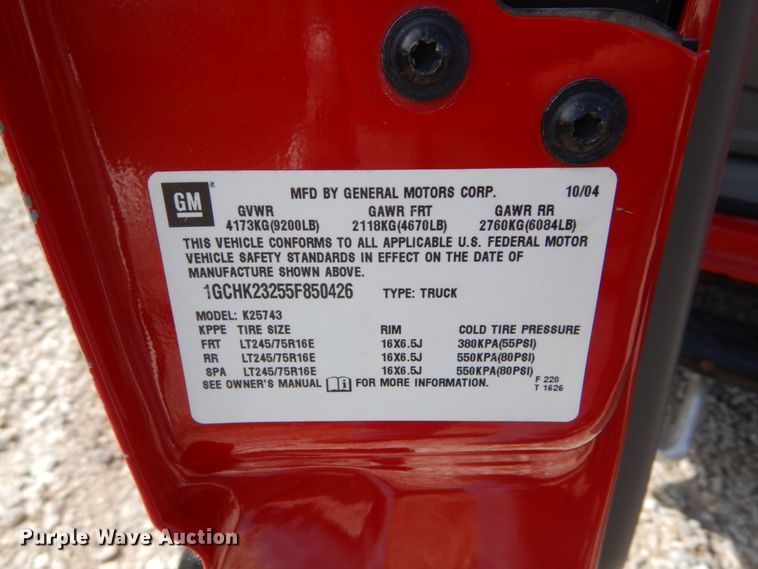 GM® MFD BY GENERAL MOTORS CORP. 10/04
GVWR GAWR FRT GAWR RR
4173KG(9200LB) 2118KG(4670LB) 2760KG(6084LB)
THIS VEHICLE CONFORMS TO ALL APPLICABLE U.S. FEDERAL MOTOR
VEHICLE SAFETY STANDARDS IN EFFECT ON THE DATE OF
MANUFACTURE SHOWN ABOVE.
1GCHK23255F850426 TYPE: TRUCK
MODEL: K25743
KPPE TIRE SIZE RIM COLD TIRE PRESSURE
FRT LT245/75R16E 16X6.5J 380KPA(55PSI)
RR LT245/75R16E 16X6.5J 550KPA(80PSI)
SPA LT245/75R16E 16X6.5J 550KPA(80PSI)
SEE OWNER'S MANUAL FOR MORE INFORMATION.
F 220
T 1626
Purple Wave Auction